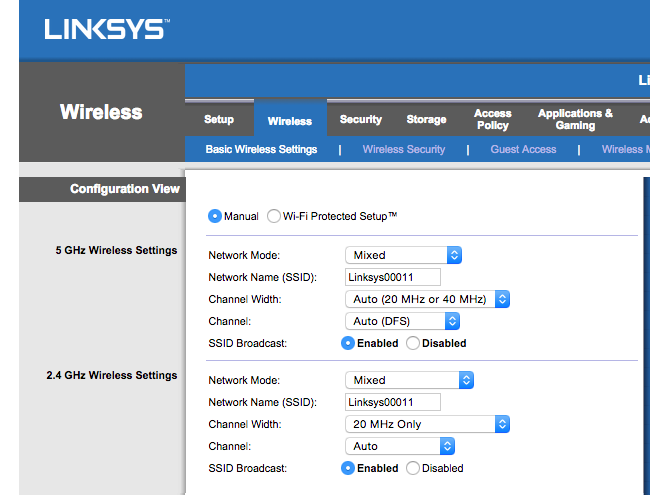 LINKSYS™
Wireless
Setup Wireless Security Storage Access Policy Applications & Gaming
Basic Wireless Settings | Wireless Security | Guest Access | Wireless
Configuration View
Manual Wi-Fi Protected Setup™
5 GHz Wireless Settings
Network Mode: Mixed
Network Name (SSID): Linksys00011
Channel Width: Auto (20 MHz or 40 MHz)
Channel: Auto (DFS)
SSID Broadcast: Enabled Disabled
2.4 GHz Wireless Settings
Network Mode: Mixed
Network Name (SSID): Linksys00011
Channel Width: 20 MHz Only
Channel: Auto
SSID Broadcast: Enabled Disabled